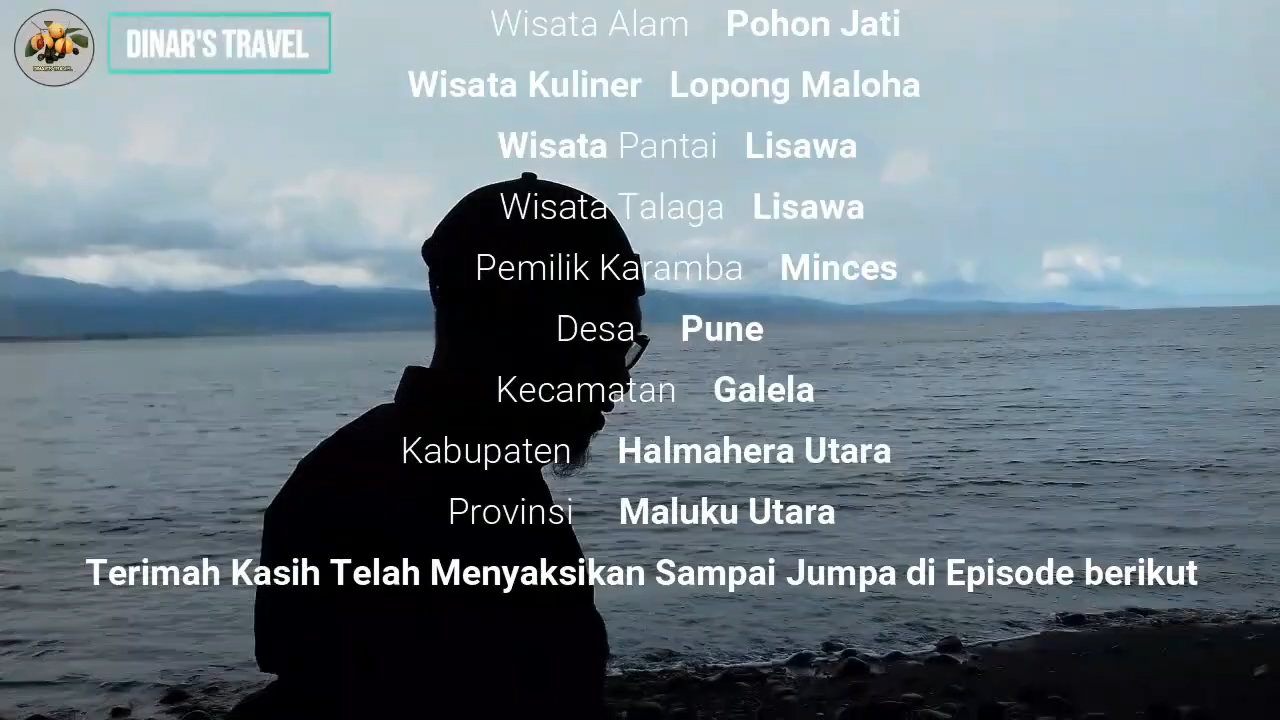 DINAR'S TRAVEL
Wisata Alam Pohon Jati
Wisata Kuliner Lopong Maloha
Wisata Pantai Lisawa
Wisata Talaga Lisawa
Pemilik Karamba Minces
Desa Pune
Kecamatan Galela
Kabupaten Halmahera Utara
Provinsi Maluku Utara
Terimah Kasih Telah Menyaksikan Sampai Jumpa di Episode berikut